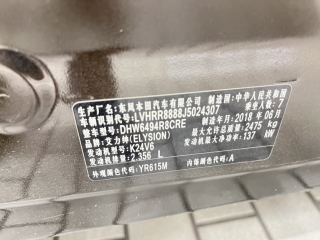 生产厂名:东风本田汽车有限公司 制造国:中华人民共和国
车辆识别代号:LVHRR8888J5024307 乘坐人数:7
车辆型号:DHW6494R8CRE 制造年月:2018 年 06 月
品牌:艾力绅(ELYSION) 最大允许总质量:2475 kg
发动机型号:K24V6 发动机最大净功率:137 kW
发动机排量:2.356 L
外观颜色代码:YR615M 内饰颜色代码:A